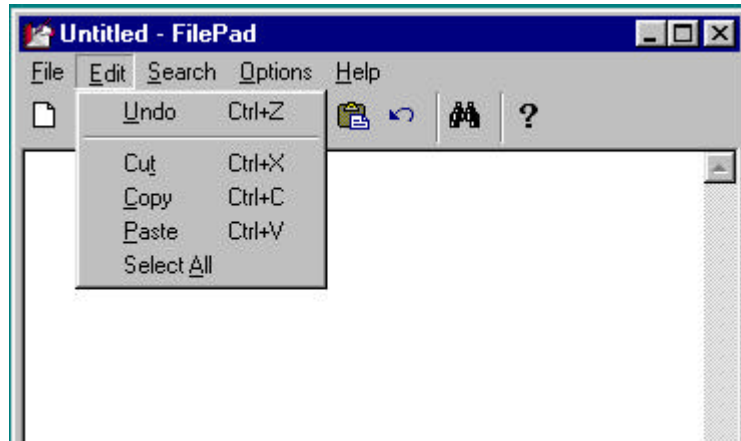 Untitled - FilePad
File Edit Search Options Help
Undo Ctrl+Z
Cut Ctrl+X
Copy Ctrl+C
Paste Ctrl+V
Select All
?